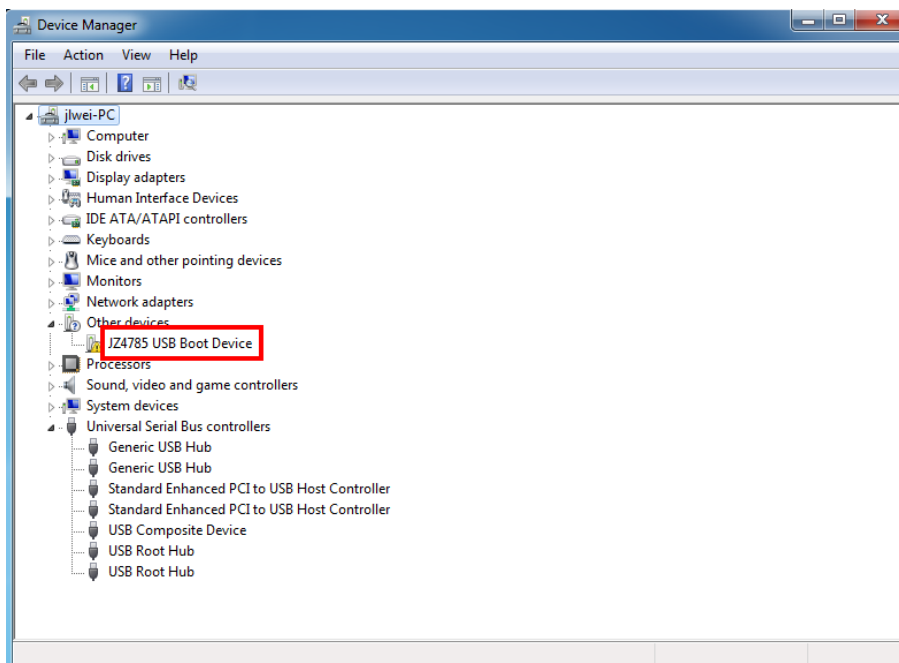 Device Manager
File Action View Help
jlwei-PC
Computer
Disk drives
Display adapters
Human Interface Devices
IDE ATA/ATAPI controllers
Keyboards
Mice and other pointing devices
Monitors
Network adapters
Other devices
JZ4785 USB Boot Device
Processors
Sound, video and game controllers
System devices
Universal Serial Bus controllers
Generic USB Hub
Generic USB Hub
Standard Enhanced PCI to USB Host Controller
Standard Enhanced PCI to USB Host Controller
USB Composite Device
USB Root Hub
USB Root Hub